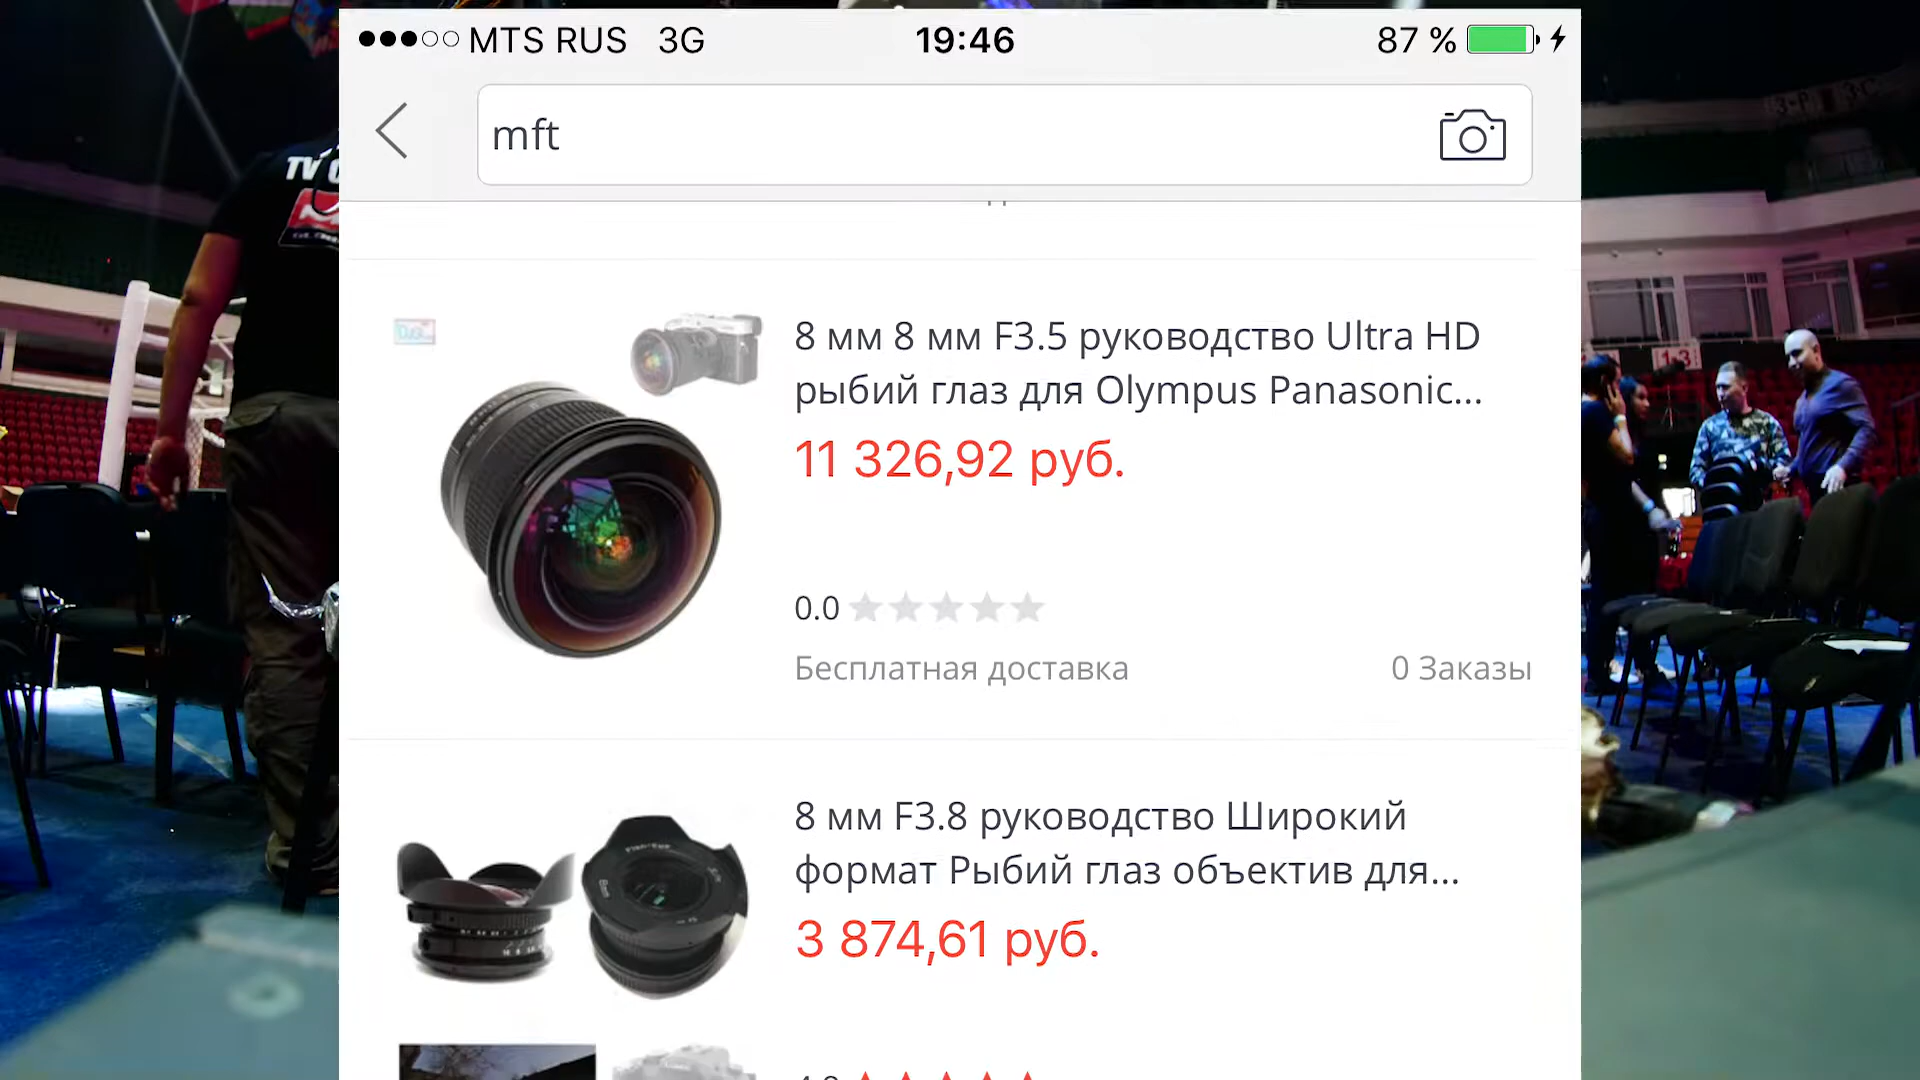 MTS RUS 3G 19:46 87 %
mft
8 мм 8 мм F3.5 руководство Ultra HD
рыбий глаз для Olympus Panasonic...
11 326,92 руб.
0.0
Бесплатная доставка 0 Заказы
8 мм F3.8 руководство Широкий
формат Рыбий глаз объектив для...
3 874,61 руб.
TV